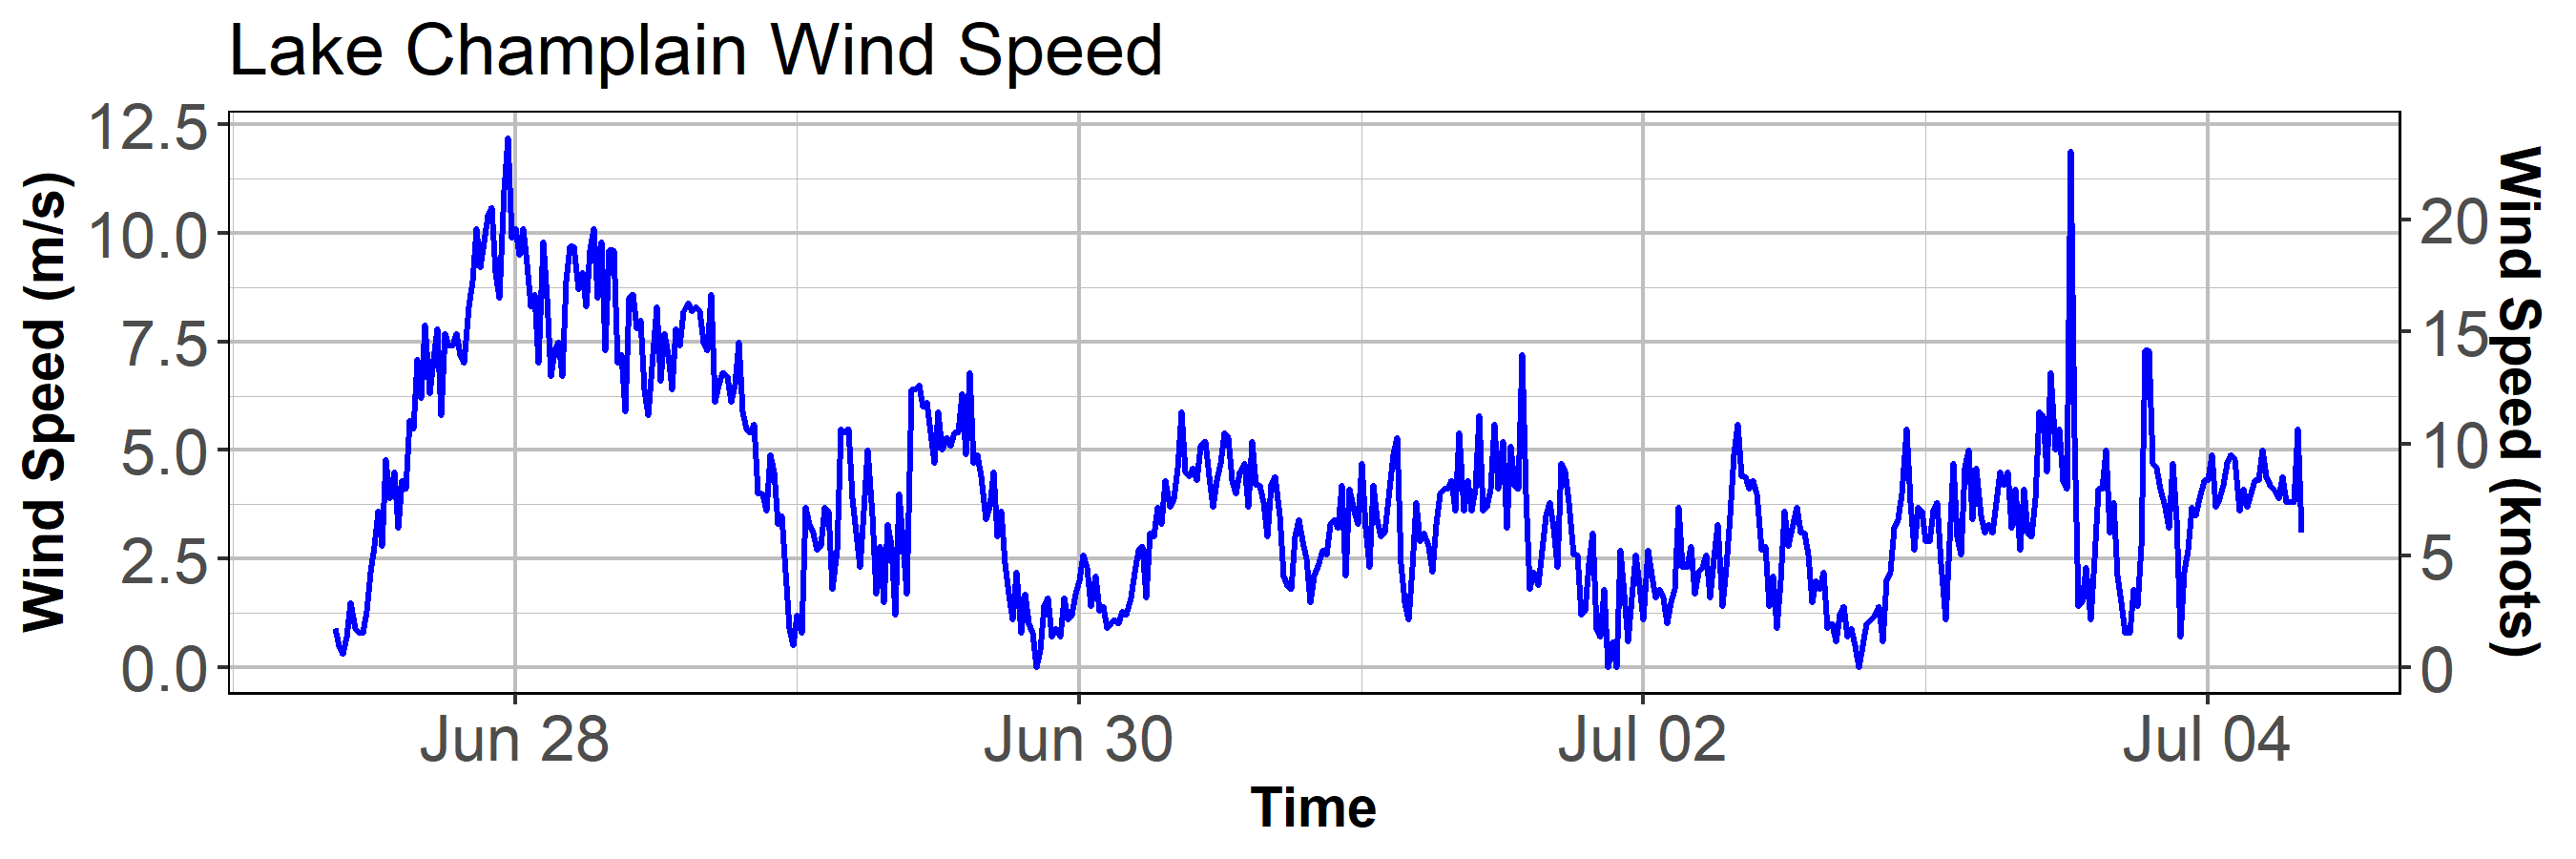 Lake Champlain Wind Speed
Wind Speed (m/s)
12.5
10.0
7.5
5.0
2.5
0.0
20
15
10
5
0
Wind Speed (knots)
Jun 28 Jun 30 Jul 02 Jul 04
Time